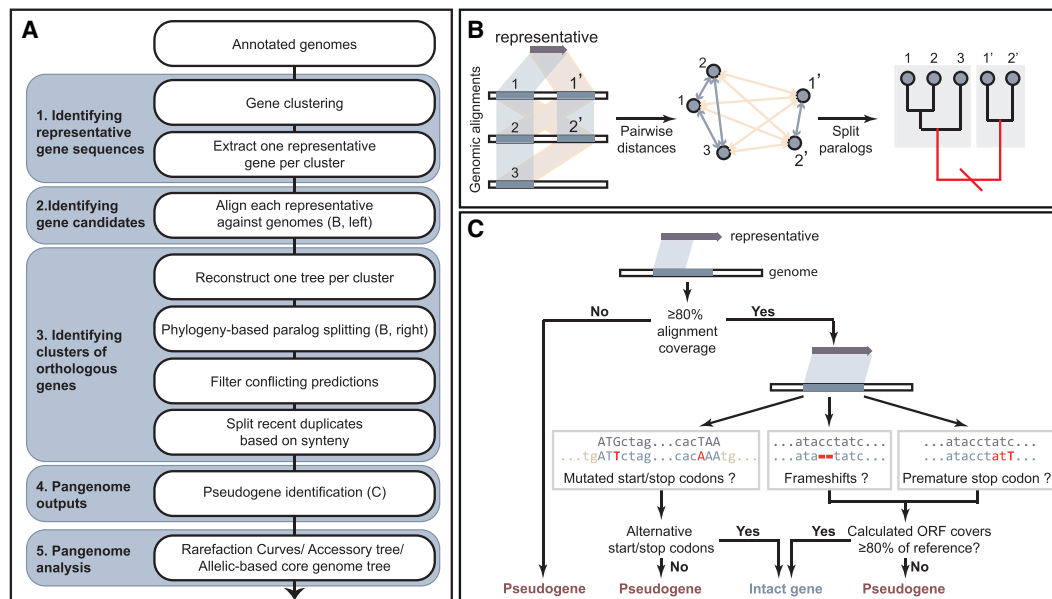 A
Annotated genomes
1. Identifying
representative
gene sequences
Gene clustering
Extract one representative
gene per cluster
2.Identifying
gene candidates
Align each representative
against genomes (B, left)
3. Identifying
clusters of
orthologous
genes
Reconstruct one tree per cluster
Phylogeny-based paralog splitting (B, right)
Filter conflicting predictions
Split recent duplicates
based on synteny
4. Pangenome
outputs
Pseudogene identification (C)
5. Pangenome
analysis
Rarefaction Curves/ Accessory tree/
Allelic-based core genome tree
B
representative
Genomic alignments
1 1’
2 2’
3
Pairwise
distances
2
1
3
1’
2’
Split
paralogs
1 2 3 1’ 2’
C
representative
genome
No
≥80%
alignment
coverage
Yes
ATGctag...cacTAA
...tgATTctag...cacAAAtg...
Mutated start/stop codons ?
...atacctatc...
...ata--tatc...
Frameshifts ?
...atacctatc...
...atacctatT...
Premature stop codon ?
Alternative
start/stop codons
Yes
Yes
Calculated ORF covers
≥80% of reference?
No
No
Pseudogene
Pseudogene
Intact gene
Pseudogene